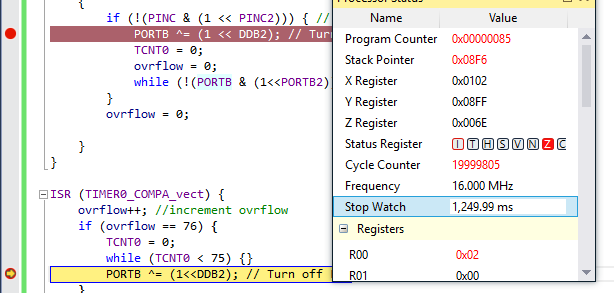 {
if (!(PINC & (1 << PINC2))) { //
PORTB ^= (1 << DDB2); // Turn
TCNT0 = 0;
ovrflow = 0;
while (!(PORTB & (1<<PORTB2)
}
ovrflow = 0;
}
}
ISR (TIMER0_COMPA_vect) {
ovrflow++; //increment ovrflow
if (ovrflow == 76) {
TCNT0 = 0;
while (TCNT0 < 75) {}
PORTB ^= (1<<DDB2); // Turn off
}
Processor Status
Name Value
Program Counter 0x00000085
Stack Pointer 0x08F6
X Register 0x0102
Y Register 0x08FF
Z Register 0x006E
Status Register I T H S V N Z C
Cycle Counter 19999805
Frequency 16.000 MHz
Stop Watch 1,249.99 ms
Registers
R00 0x02
R01 0x00